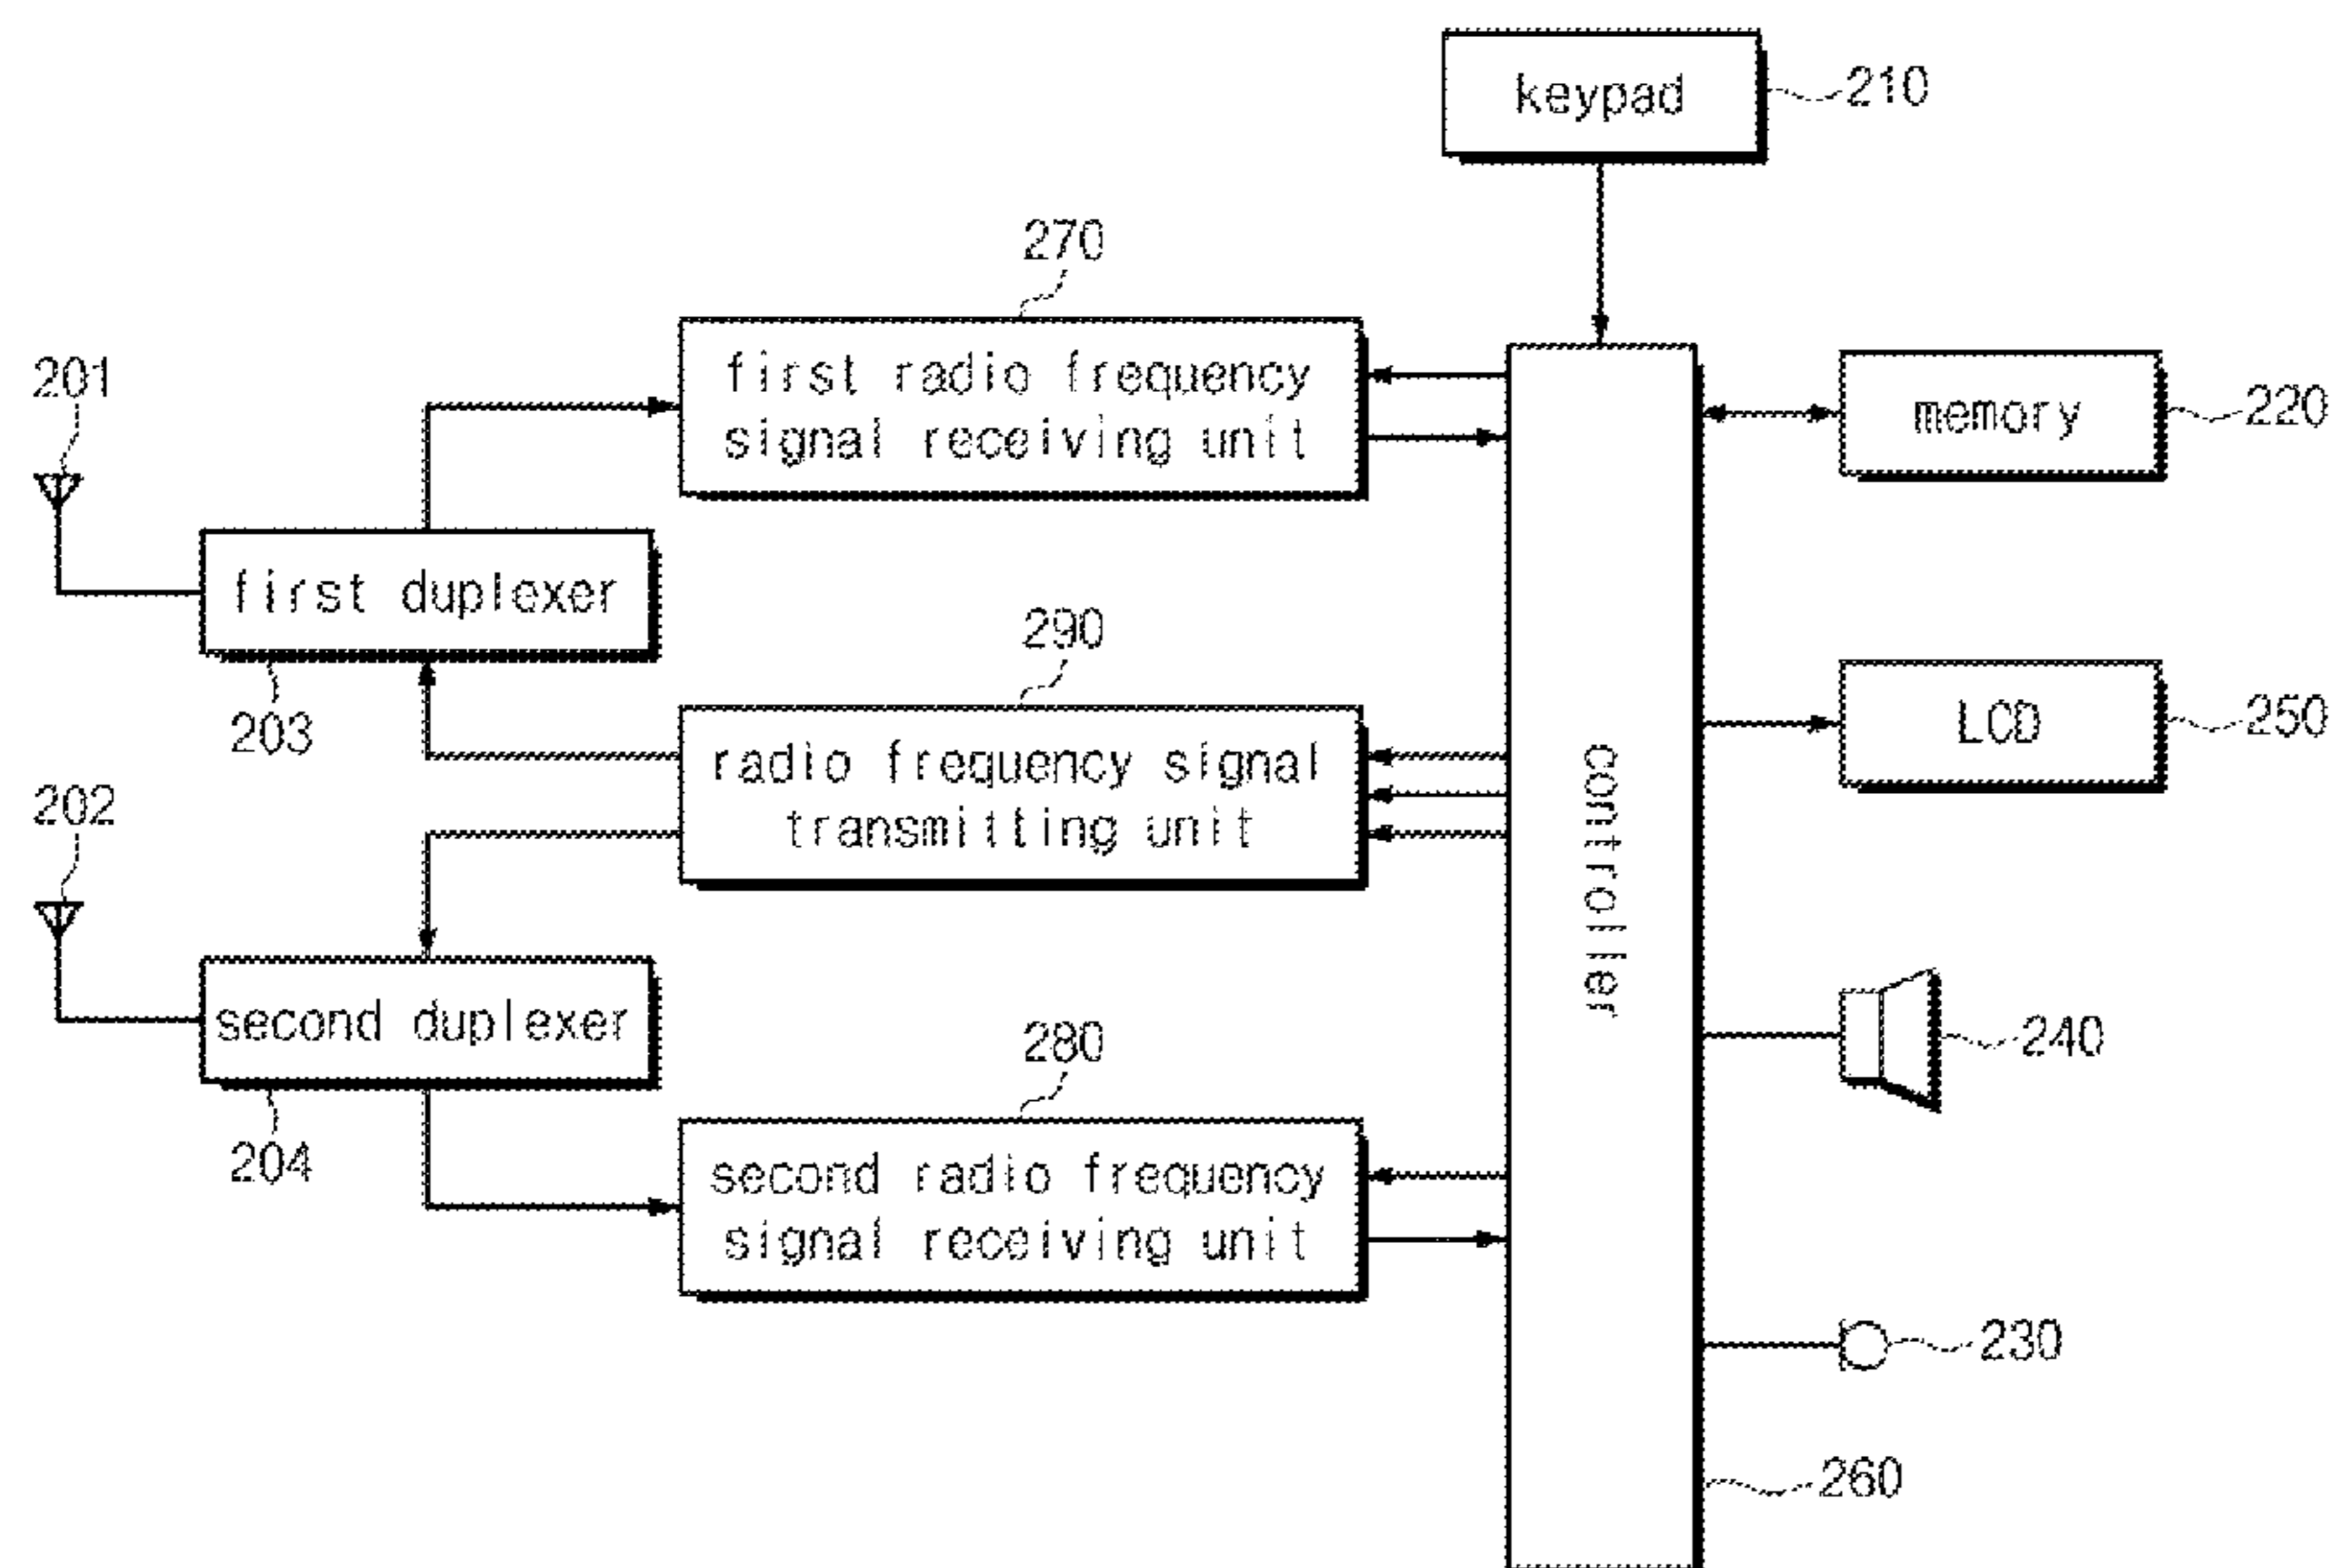 keypad
210
270
first radio frequency
signal receiving unit
201
memory
220
first duplexer
203
290
radio frequency signal
transmitting unit
LCD
250
controller
202
second duplexer
204
280
second radio frequency
signal receiving unit
240
230
260